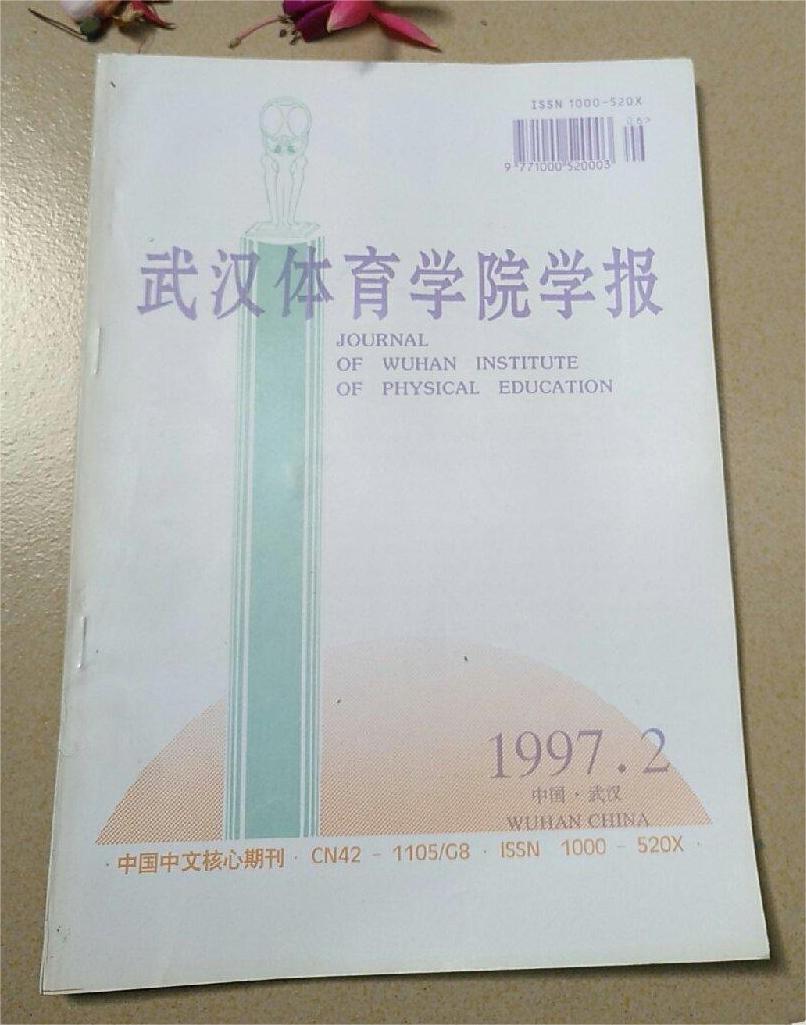 ISSN 1000-520X
06>
9 771000 520003
武汉体育学院学报
JOURNAL
OF WUHAN INSTITUTE
OF PHYSICAL EDUCATION
1997.2
中国·武汉
WUHAN CHINA
·中国中文核心期刊· CN42 - 1105/G8 · ISSN 1000 - 520X ·